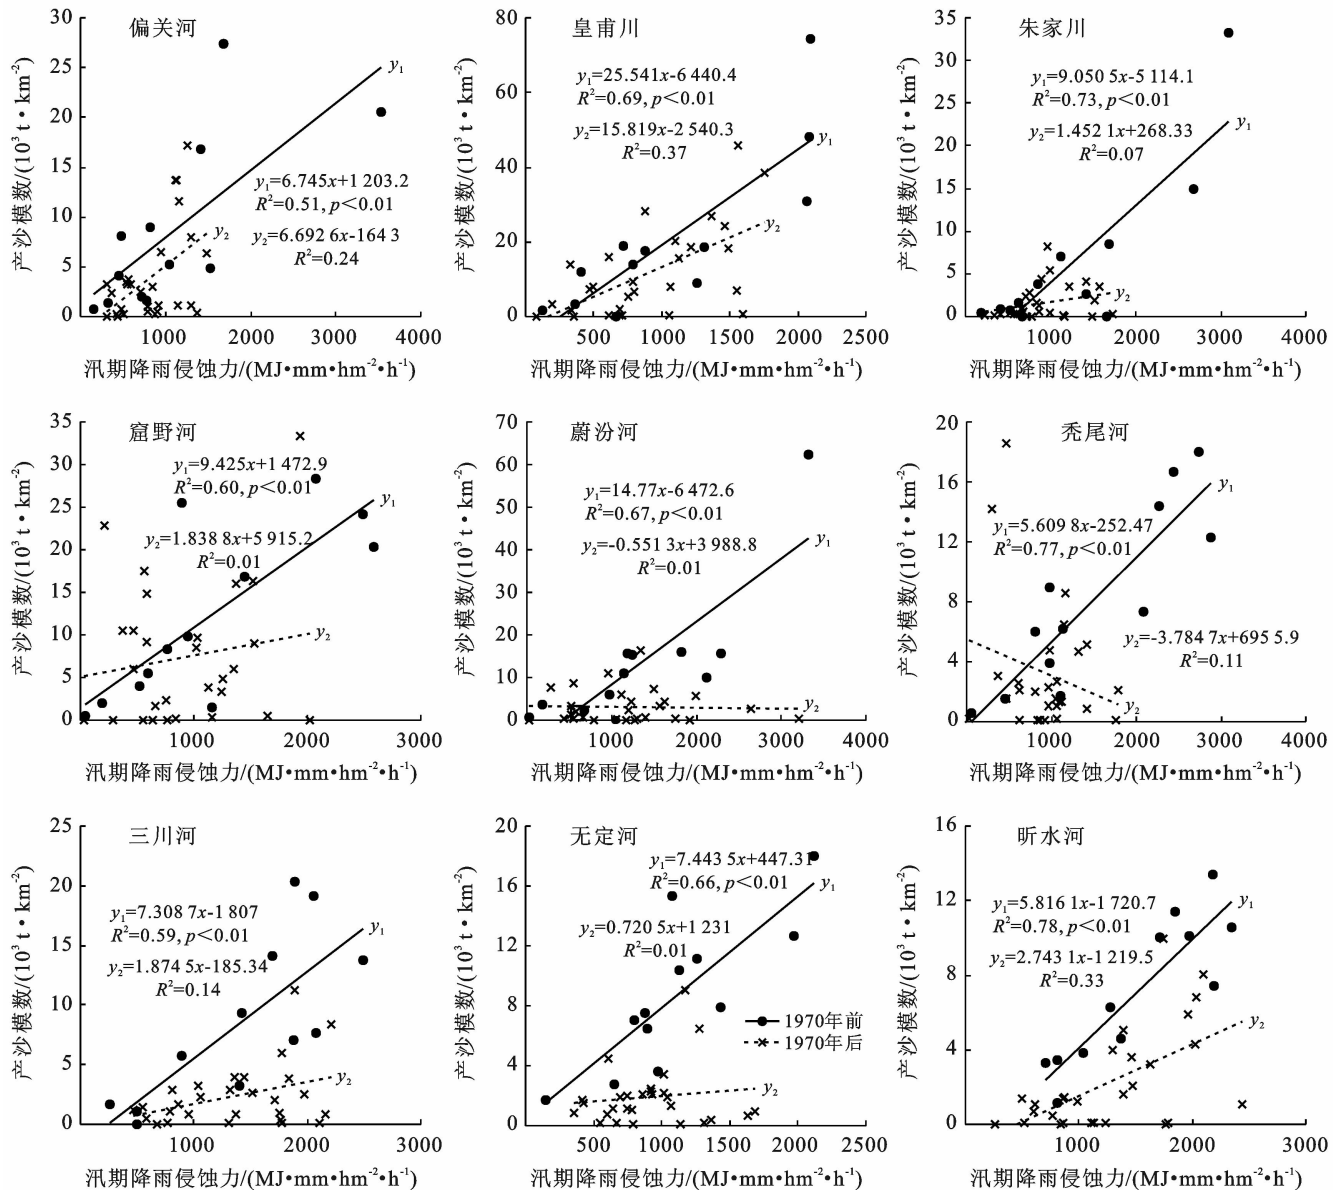 偏关河
产沙模数/(10³ t·km⁻²)
30
25
20
15
10
5
0
1000
2000
3000
4000
y₁
y₁=6.745x+1 203.2
R²=0.51, p<0.01
y₂
y₂=6.692 6x-164 3
R²=0.24
汛期降雨侵蚀力/(MJ•mm•hm⁻²•h⁻¹)
皇甫川
产沙模数/(10³ t·km⁻²)
80
60
40
20
0
500
1000
1500
2000
2500
y₁=25.541x-6 440.4
R²=0.69, p<0.01
y₂=15.819x-2 540.3
R²=0.37
y₁
y₂
汛期降雨侵蚀力/(MJ•mm•hm⁻²•h⁻¹)
朱家川
产沙模数/(10³ t·km⁻²)
35
30
25
20
15
10
5
0
1000
2000
3000
4000
y₁=9.050 5x-5 114.1
R²=0.73, p<0.01
y₂=1.452 1x+268.33
R²=0.07
y₁
y₂
汛期降雨侵蚀力/(MJ•mm•hm⁻²•h⁻¹)
窟野河
产沙模数/(10³ t·km⁻²)
35
30
25
20
15
10
5
0
1000
2000
3000
y₁=9.425x+1 472.9
R²=0.60, p<0.01
y₁
y₂=1.838 8x+5 915.2
R²=0.01
y₂
汛期降雨侵蚀力/(MJ•mm•hm⁻²•h⁻¹)
蔚汾河
产沙模数/(10³ t·km⁻²)
70
60
50
40
30
20
10
0
1000
2000
3000
4000
y₁=14.77x-6 472.6
R²=0.67, p<0.01
y₂=-0.551 3x+3 988.8
R²=0.01
y₁
y₂
汛期降雨侵蚀力/(MJ•mm•hm⁻²•h⁻¹)
秃尾河
产沙模数/(10³ t·km⁻²)
20
16
12
8
4
0
1000
2000
3000
4000
y₁
y₁=5.609 8x-252.47
R²=0.77, p<0.01
y₂=-3.784 7x+695 5.9
R²=0.11
y₂
汛期降雨侵蚀力/(MJ•mm•hm⁻²•h⁻¹)
三川河
产沙模数/(10³ t·km⁻²)
25
20
15
10
5
0
1000
2000
3000
y₁=7.308 7x-1 807
R²=0.59, p<0.01
y₁
y₂=1.874 5x-185.34
R²=0.14
y₂
汛期降雨侵蚀力/(MJ•mm•hm⁻²•h⁻¹)
无定河
产沙模数/(10³ t·km⁻²)
20
16
12
8
4
0
500
1000
1500
2000
2500
y₁=7.443 5x+447.31
R²=0.66, p<0.01
y₁
y₂=0.720 5x+1 231
R²=0.01
1970年前
1970年后
y₂
汛期降雨侵蚀力/(MJ•mm•hm⁻²•h⁻¹)
昕水河
产沙模数/(10³ t·km⁻²)
16
12
8
4
0
1000
2000
3000
y₁
y₁=5.816 1x-1 720.7
R²=0.78, p<0.01
y₂=2.743 1x-1 219.5
R²=0.33
y₂
汛期降雨侵蚀力/(MJ•mm•hm⁻²•h⁻¹)